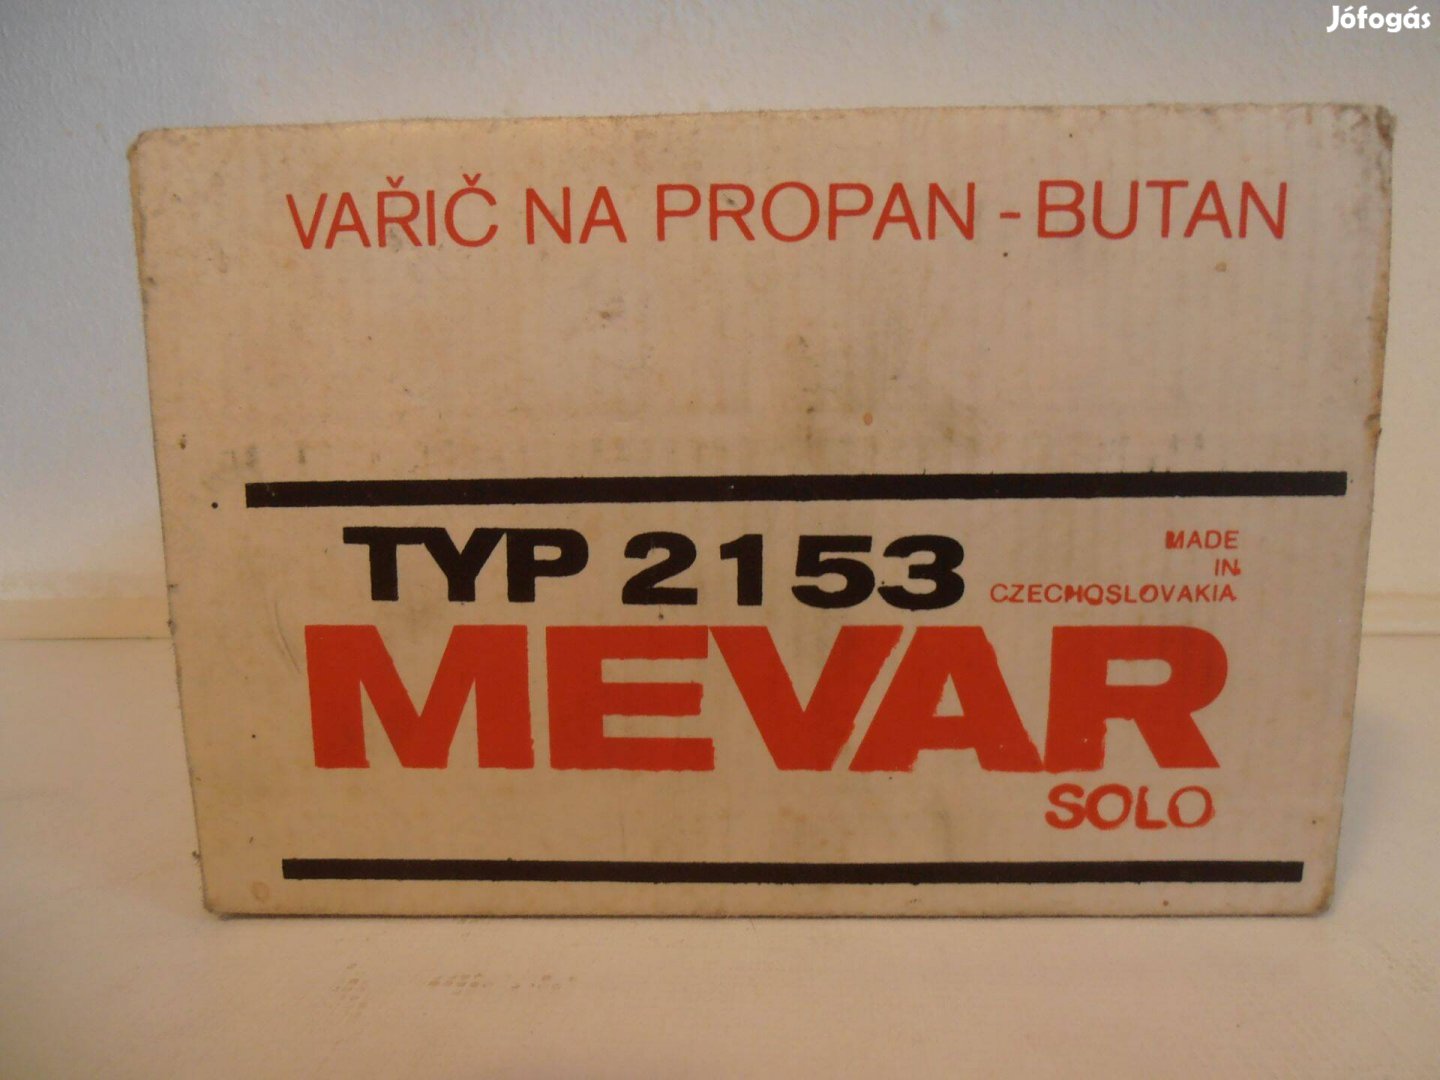 Jófogás
VAŘIČ NA PROPAN - BUTAN
TYP 2153
MADE
IN
CZECHOSLOVAKIA
MEVAR
SOLO